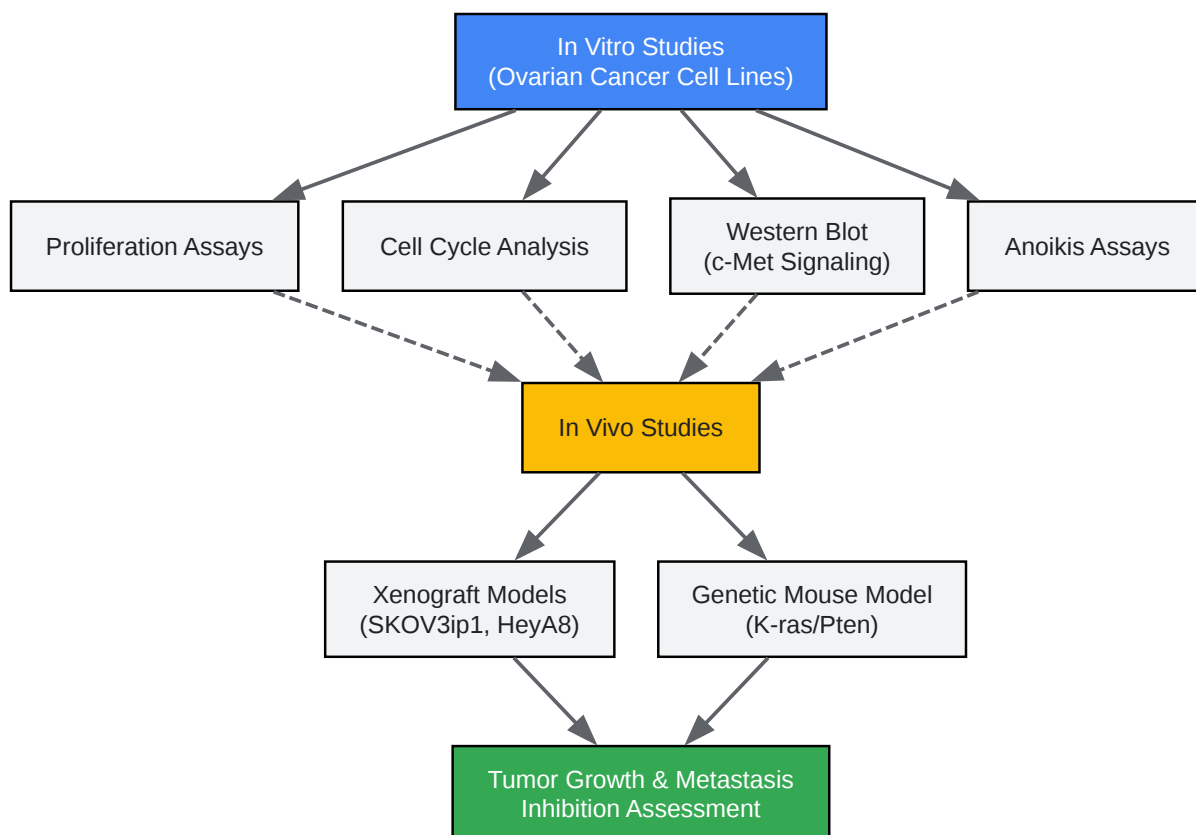 In Vitro Studies
(Ovarian Cancer Cell Lines)
Proliferation Assays
Cell Cycle Analysis
Western Blot
(c-Met Signaling)
Anoikis Assays
In Vivo Studies
Xenograft Models
(SKOV3ip1, HeyA8)
Genetic Mouse Model
(K-ras/Pten)
Tumor Growth & Metastasis
Inhibition Assessment